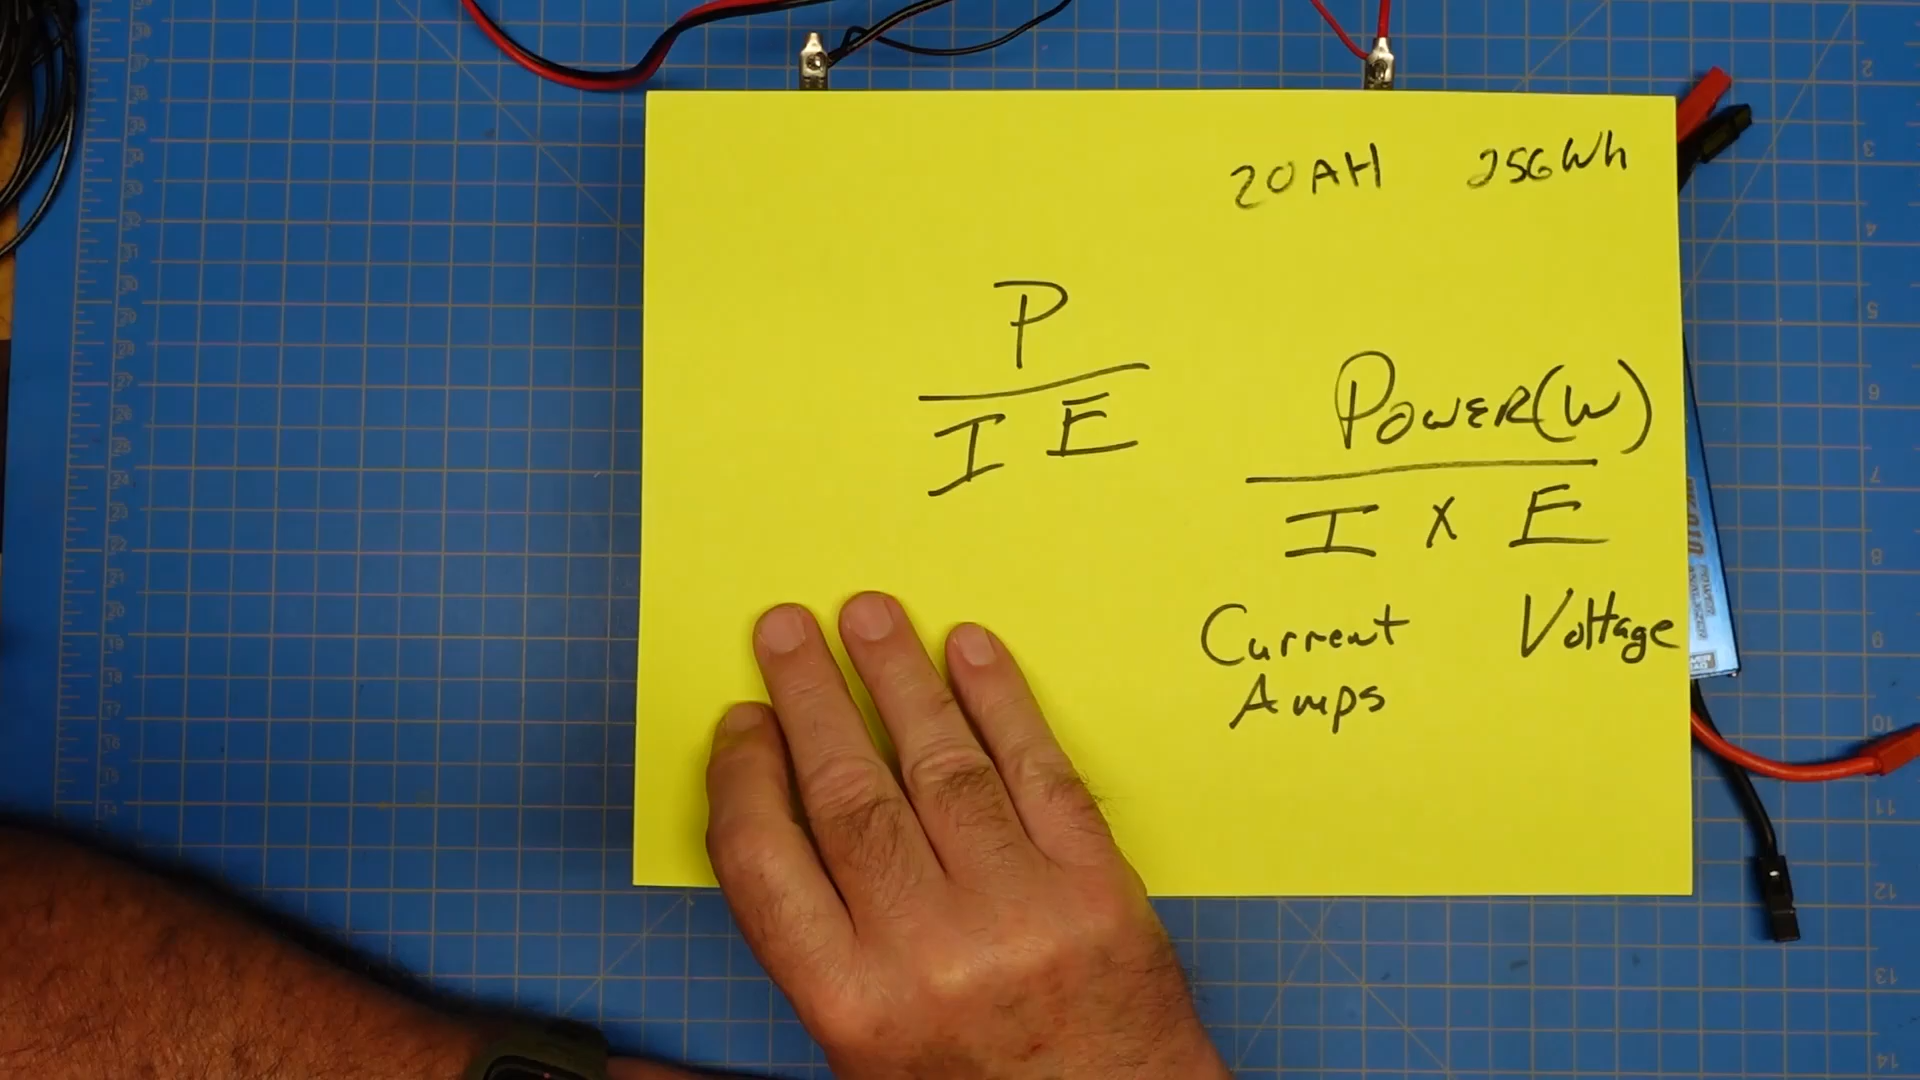 20AH 256Wh
P
I E
POWER(W)
I x E
Current Voltage
Amps